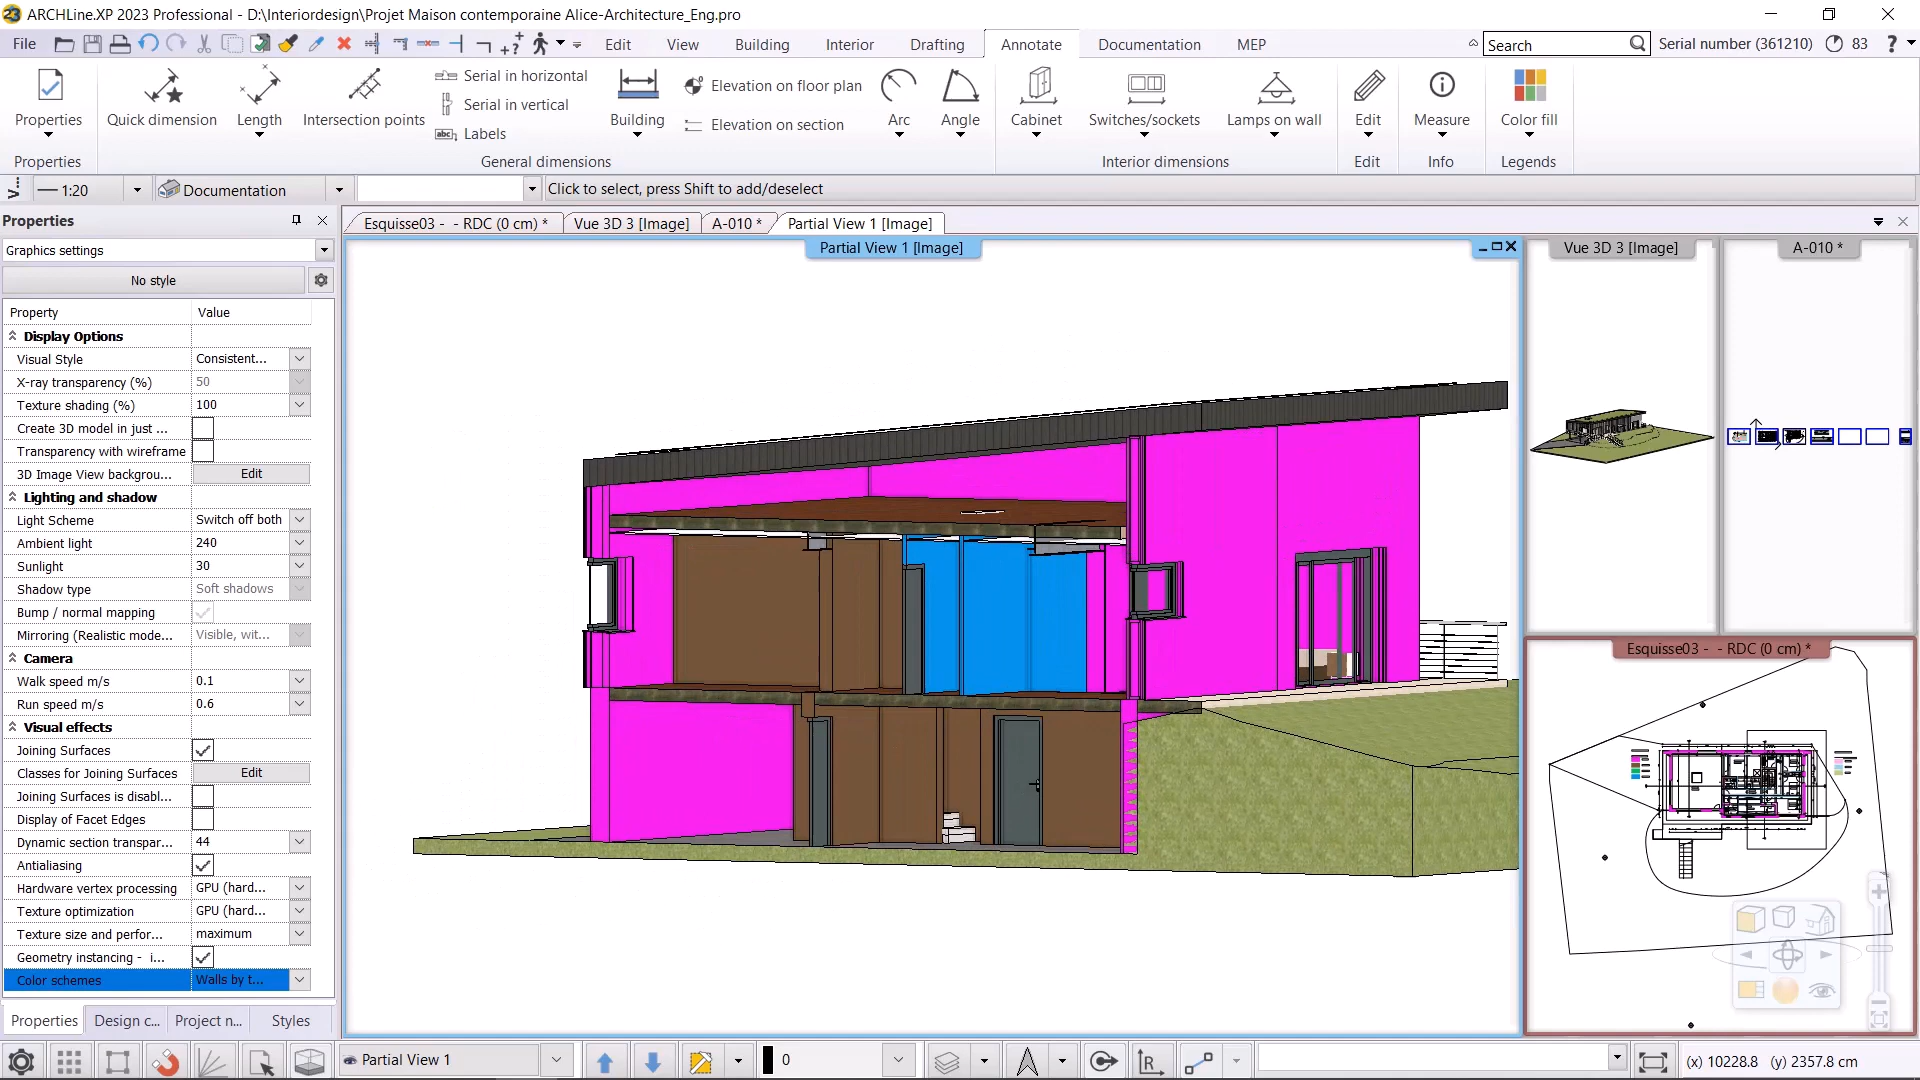 ARCHLine.XP 2023 Professional - D:\Interiordesign\Projet Maison contemporaine Alice-Architecture_Eng.pro
File Edit View Building Interior Drafting Annotate Documentation MEP Search Serial number (361210) 83 ?
Properties Quick dimension Length Intersection points Serial in horizontal Serial in vertical Labels Building Elevation on floor plan Elevation on section Arc Angle Cabinet Switches/sockets Lamps on wall Edit Measure Color fill
Properties General dimensions Interior dimensions Edit Info Legends
1:20 Documentation Click to select, press Shift to add/deselect
Properties
Esquisse03 - - RDC (0 cm) * Vue 3D 3 [Image] A-010 * Partial View 1 [Image]
Graphics settings
No style
Property Value
Display Options
Visual Style Consistent...
X-ray transparency (%) 50
Texture shading (%) 100
Create 3D model in just ...
Transparency with wireframe
3D Image View backgrou... Edit
Lighting and shadow
Light Scheme Switch off both
Ambient light 240
Sunlight 30
Shadow type Soft shadows
Bump / normal mapping
Mirroring (Realistic mode... Visible, wit...
Camera
Walk speed m/s 0.1
Run speed m/s 0.6
Visual effects
Joining Surfaces
Classes for Joining Surfaces Edit
Joining Surfaces is disabl...
Display of Facet Edges
Dynamic section transpar... 44
Antialiasing
Hardware vertex processing GPU (hard...
Texture optimization GPU (hard...
Texture size and perfor... maximum
Geometry instancing - i...
Color schemes Walls by t...
Properties Design c... Project n... Styles
Partial View 1 [Image]
Vue 3D 3 [Image]
A-010 *
Esquisse03 - - RDC (0 cm) *
Partial View 1 0 (x) 10228.8 (y) 2357.8 cm